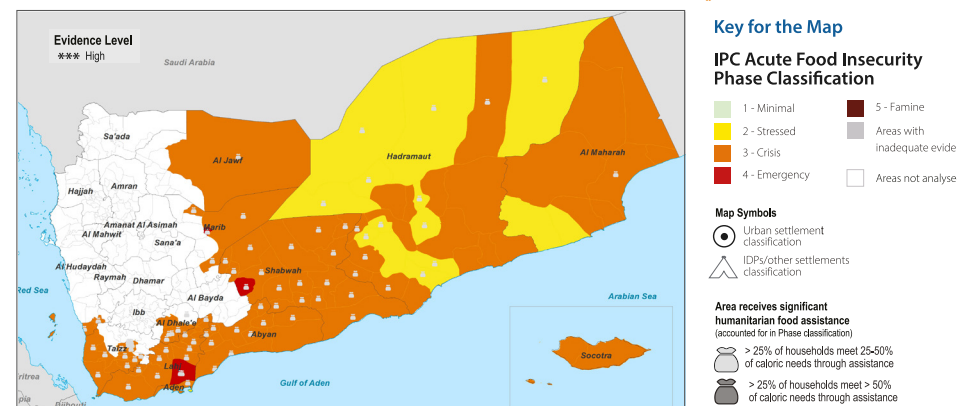 Evidence Level
*** High
Saudi Arabia
Sa'ada
Al Jawf
Hadramaut
Al Maharah
Hajjah
Amran
Marib
Amanat Al Asimah
Al Mahwit
Sana'a
Al Hudaydah
Raymah
Dhamar
Shabwah
Al Bayda
Red Sea
Ibb
Al Dhale'e
Abyan
Taizz
Aden
Gulf of Aden
Arabian Sea
Socotra
ritrea
Djibouti
Key for the Map
IPC Acute Food Insecurity
Phase Classification
1 - Minimal
2 - Stressed
3 - Crisis
4 - Emergency
5 - Famine
Areas with
inadequate evide
Areas not analyse
Map Symbols
Urban settlement
classification
IDPs/other settlements
classification
Area receives significant
humanitarian food assistance
(accounted for in Phase classification)
> 25% of households meet 25-50%
of caloric needs through assistance
> 25% of households meet > 50%
of caloric needs through assistance